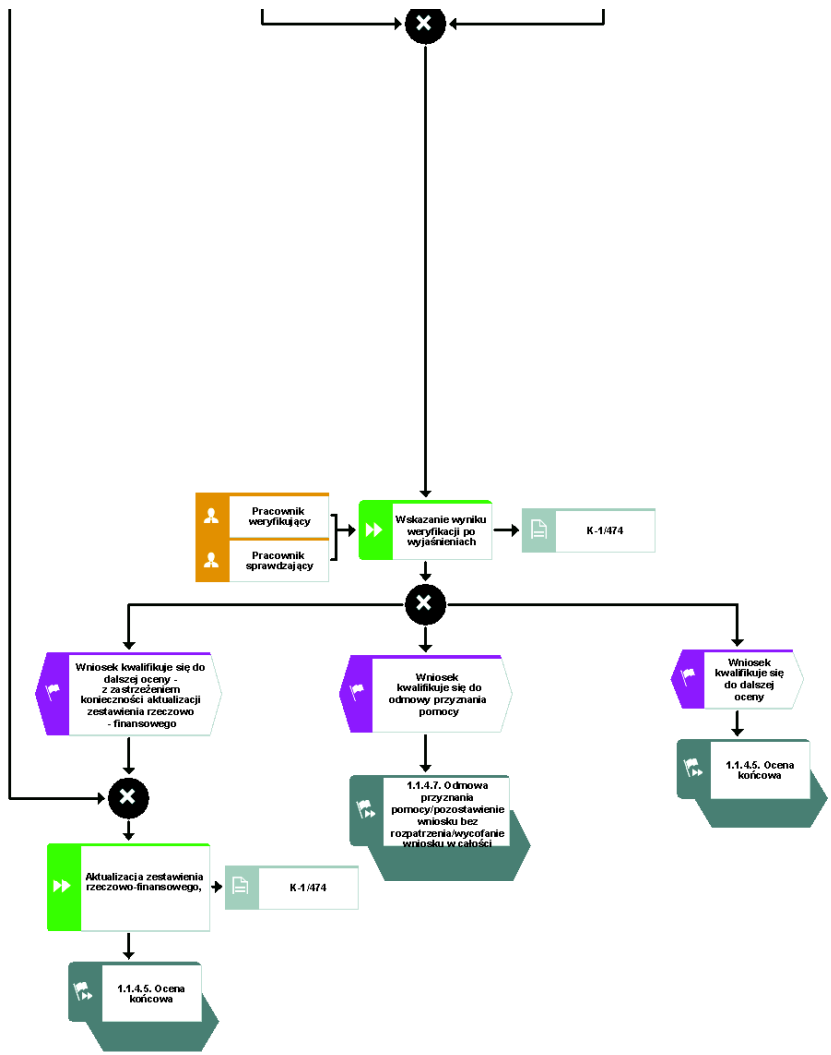 Pracownik
weryfikujący
Pracownik
sprawdzający
Wskazanie wyniku
weryfikacji po
wyjaśnieniach
K-1/474
Wniosek kwalifikuje się do
dalszej oceny -
z zastrzeżeniem
konieczności aktualizacji
zestawienia rzeczowo
- finansowego
Wniosek
kwalifikuje się do
odmowy przyznania
pomocy
Wniosek
kwalifikuje się
do dalszej
oceny
1.1.4.7. Odmowa
przyznania
pomocy/pozostawienie
wniosku bez
rozpatrzenia/wycofanie
wniosku w całości
1.1.4.5. Ocena
końcowa
Aktualizacja zestawienia
rzeczowo-finansowego,
K-1/474
1.1.4.5. Ocena
końcowa